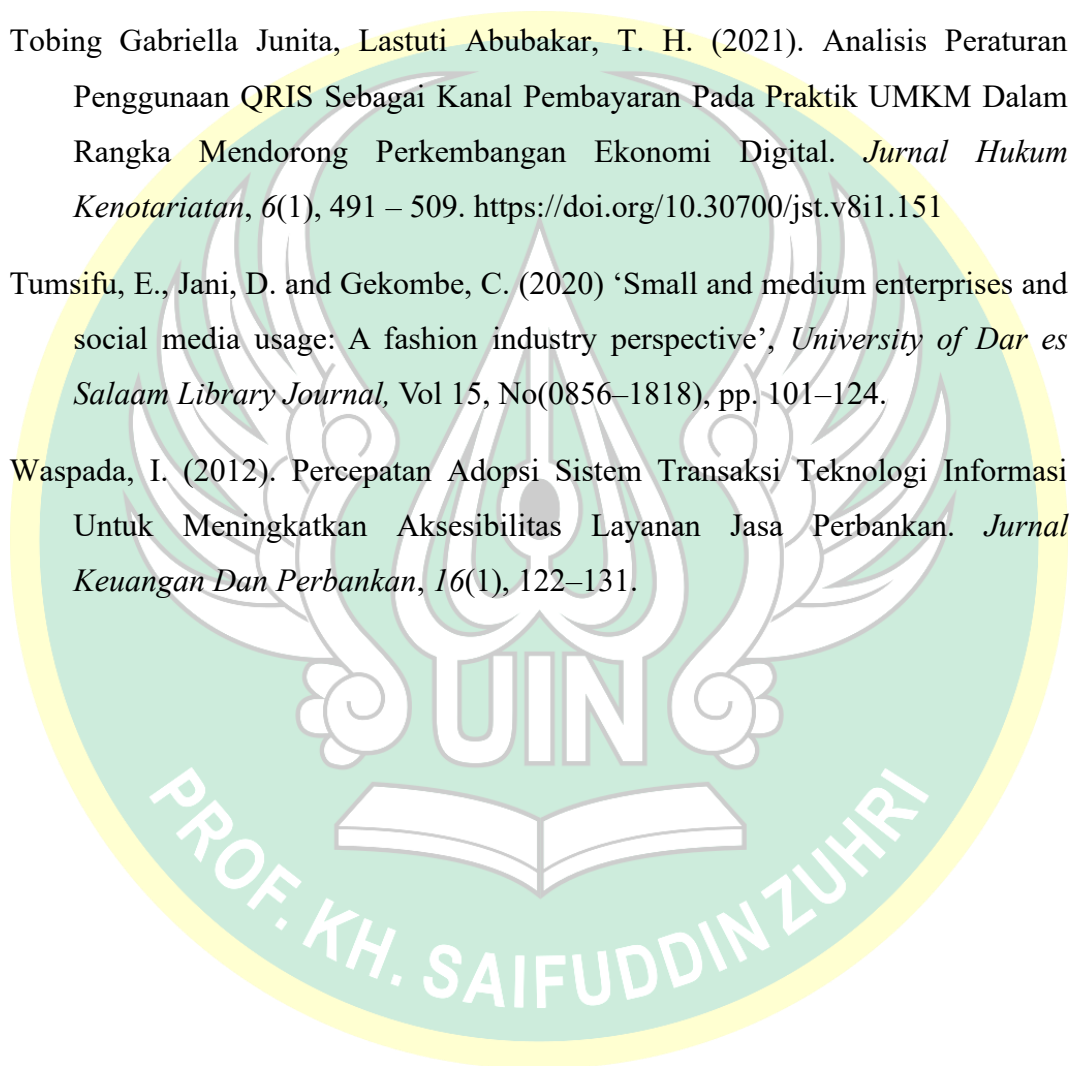 Tobing Gabriella Junita, Lastuti Abubakar, T. H. (2021). Analisis Peraturan
Penggunaan QRIS Sebagai Kanal Pembayaran Pada Praktik UMKM Dalam
Rangka Mendorong Perkembangan Ekonomi Digital. Jurnal Hukum
Kenotariatan, 6(1), 491 – 509. https://doi.org/10.30700/jst.v8i1.151
Tumsifu, E., Jani, D. and Gekombe, C. (2020) ‘Small and medium enterprises and
social media usage: A fashion industry perspective’, University of Dar es
Salaam Library Journal, Vol 15, No(0856–1818), pp. 101–124.
Waspada, I. (2012). Percepatan Adopsi Sistem Transaksi Teknologi Informasi
Untuk Meningkatkan Aksesibilitas Layanan Jasa Perbankan. Jurnal
Keuangan Dan Perbankan, 16(1), 122–131.
UIN
PROF. KH. SAIFUDDIN ZUHRI